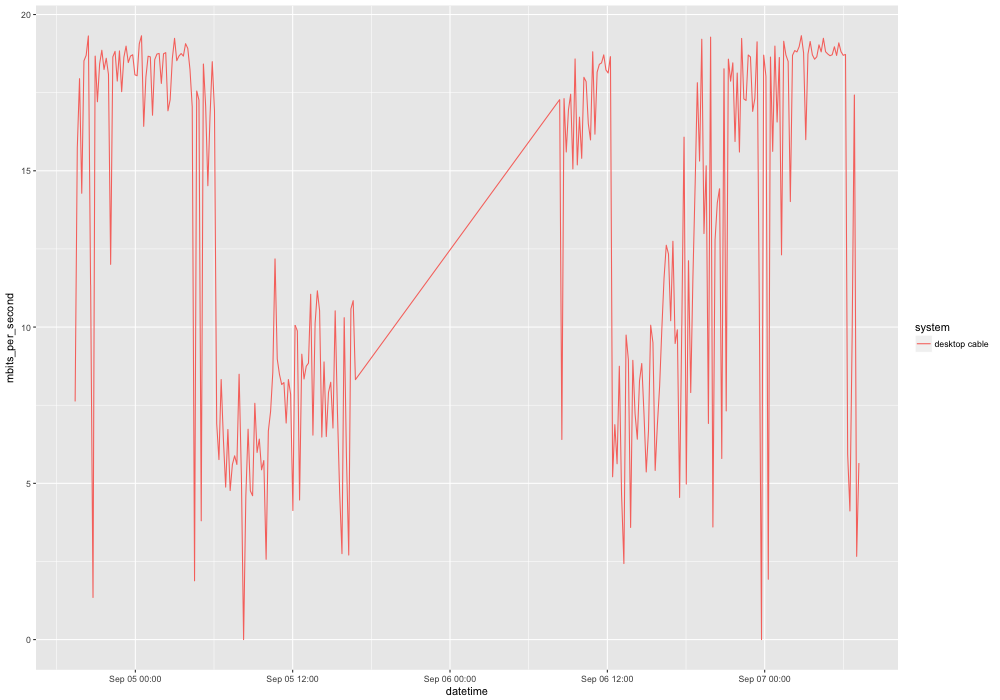 20
15
10
5
0
mbits_per_second
Sep 05 00:00
Sep 05 12:00
Sep 06 00:00
Sep 06 12:00
Sep 07 00:00
datetime
system
desktop cable